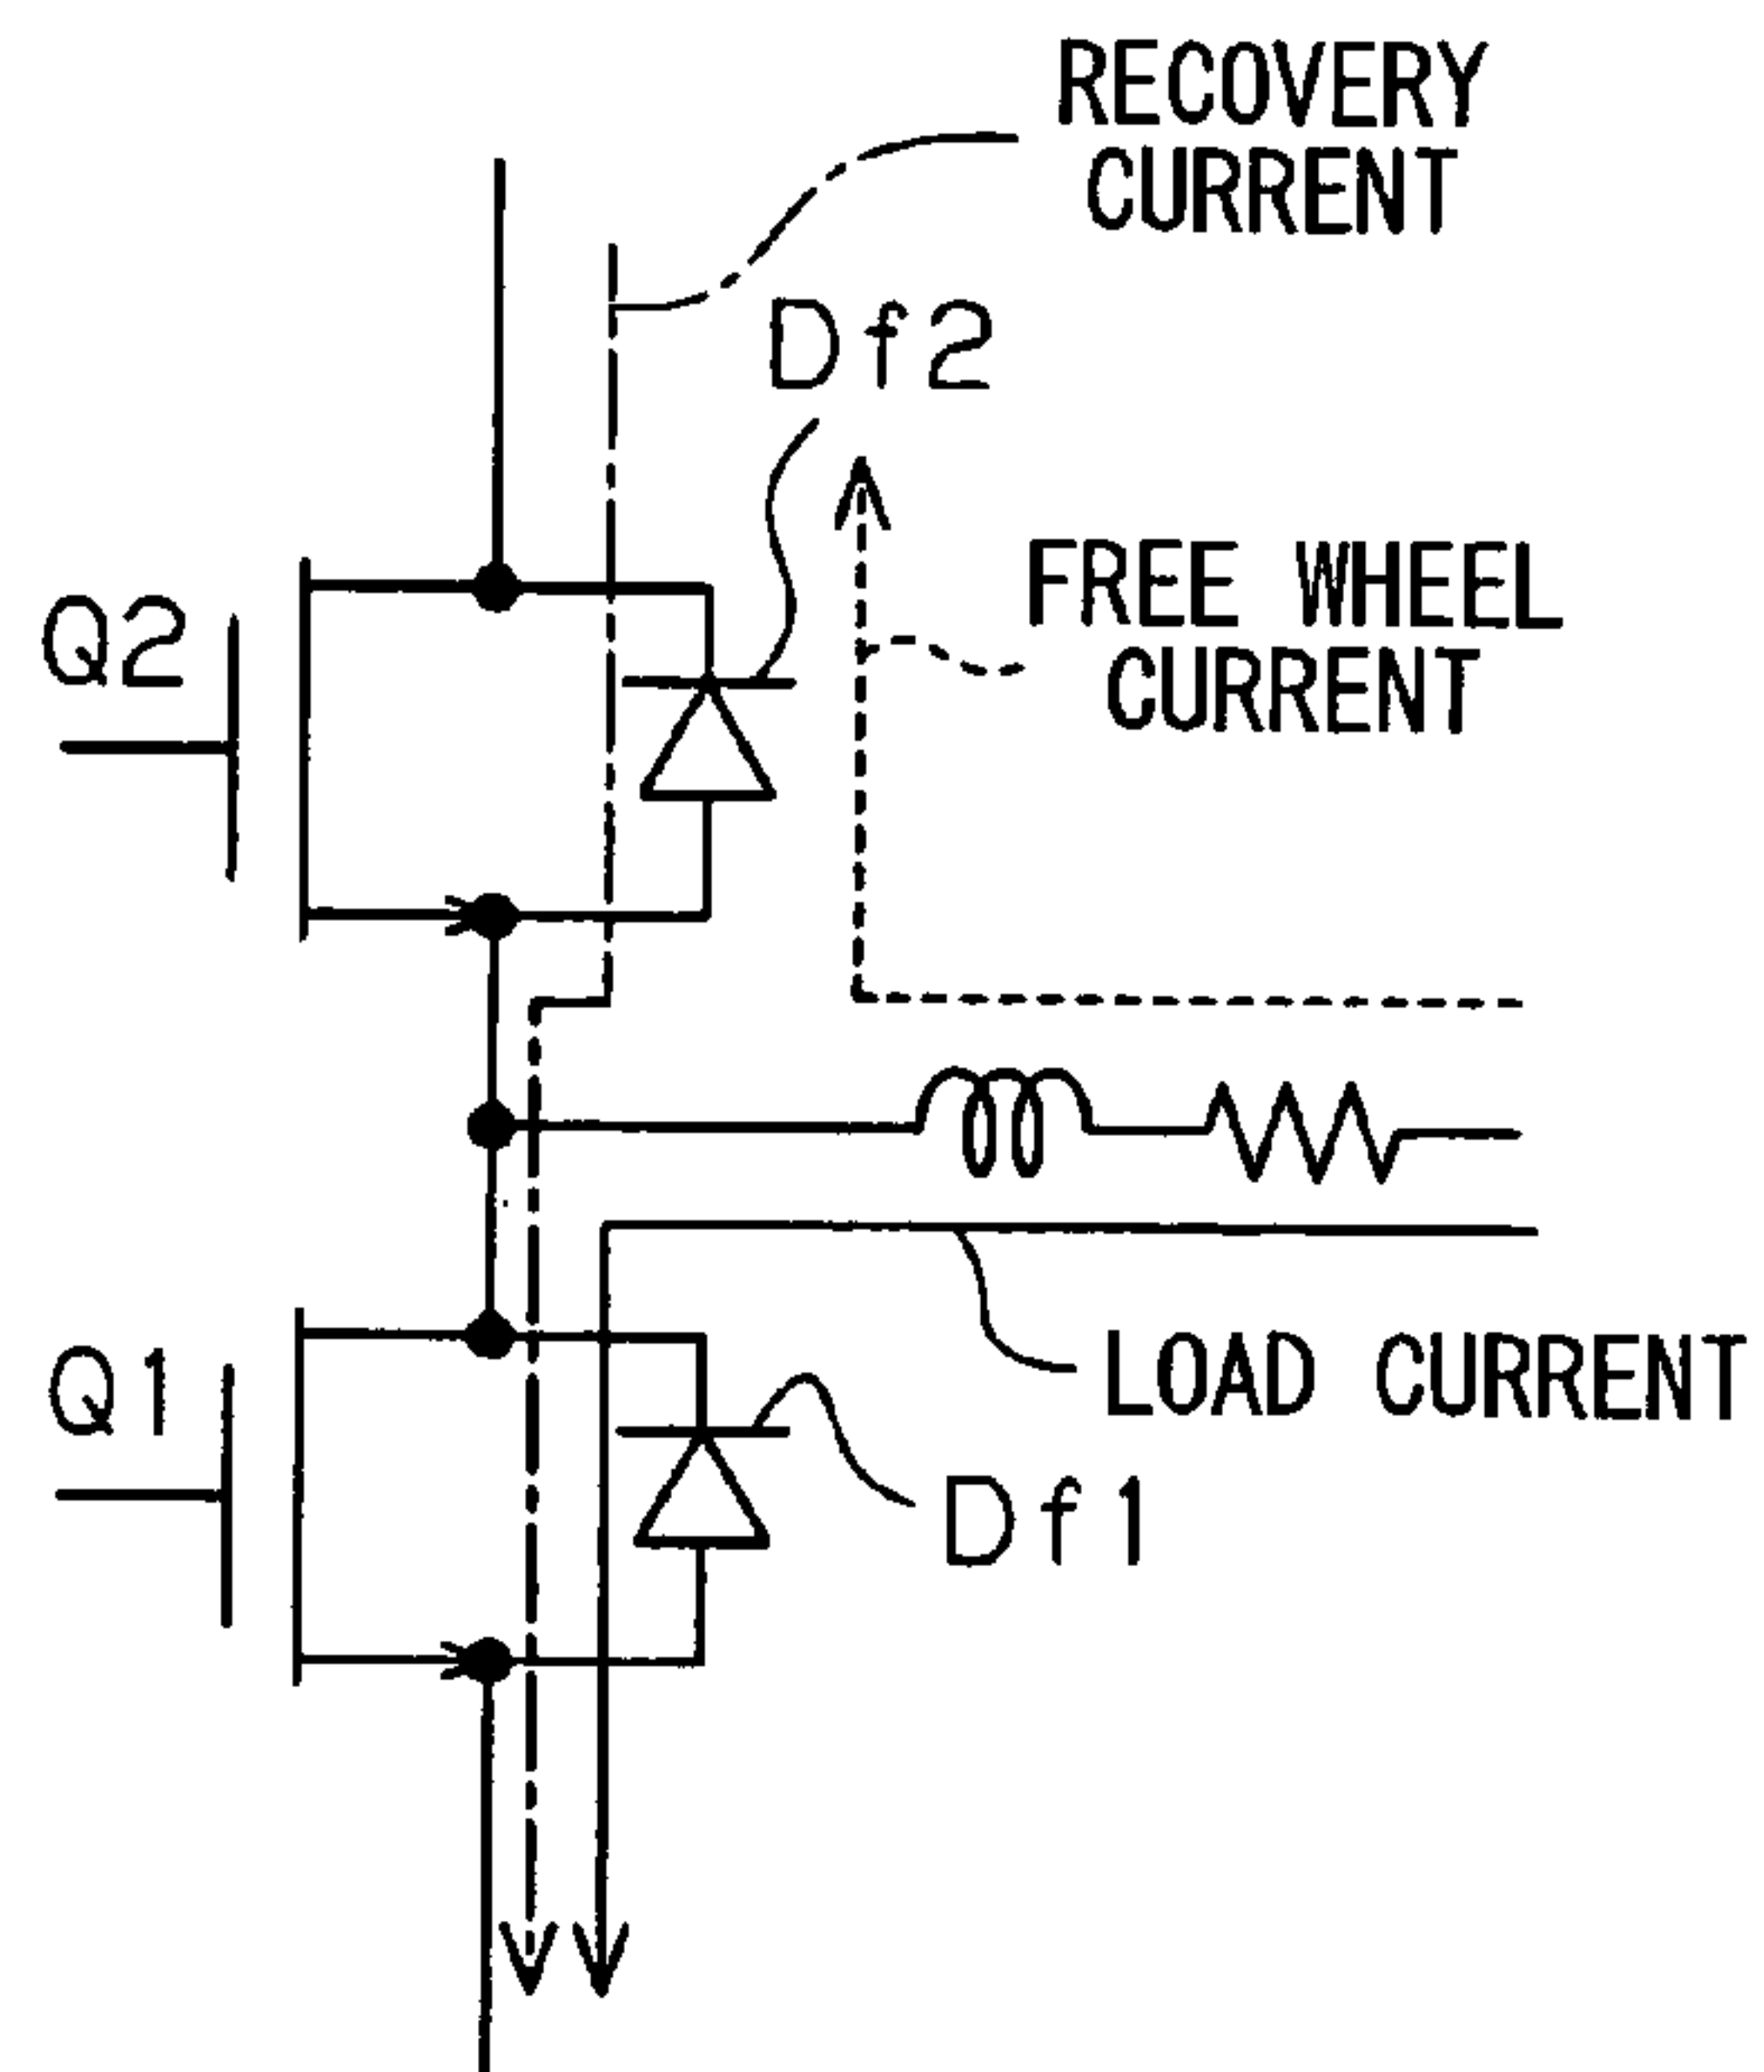 RECOVERY
CURRENT
Df2
FREE WHEEL
CURRENT
Q2
LOAD CURRENT
Q1
Df1